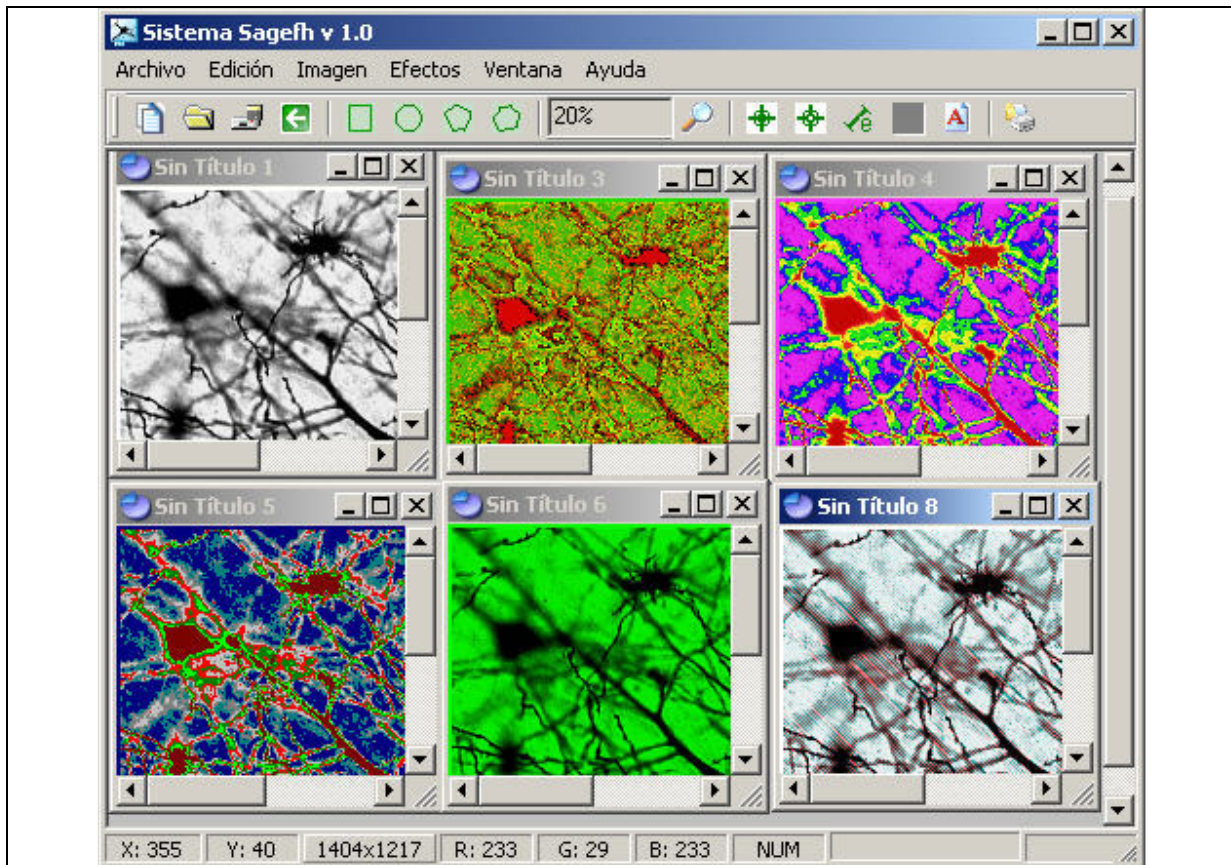 Sistema Sagefh v 1.0
Archivo Edición Imagen Efectos Ventana Ayuda
20%
e
A
Sin Título 1
Sin Título 3
Sin Título 4
Sin Título 5
Sin Título 6
Sin Título 8
X: 355 Y: 40 1404x1217 R: 233 G: 29 B: 233 NUM